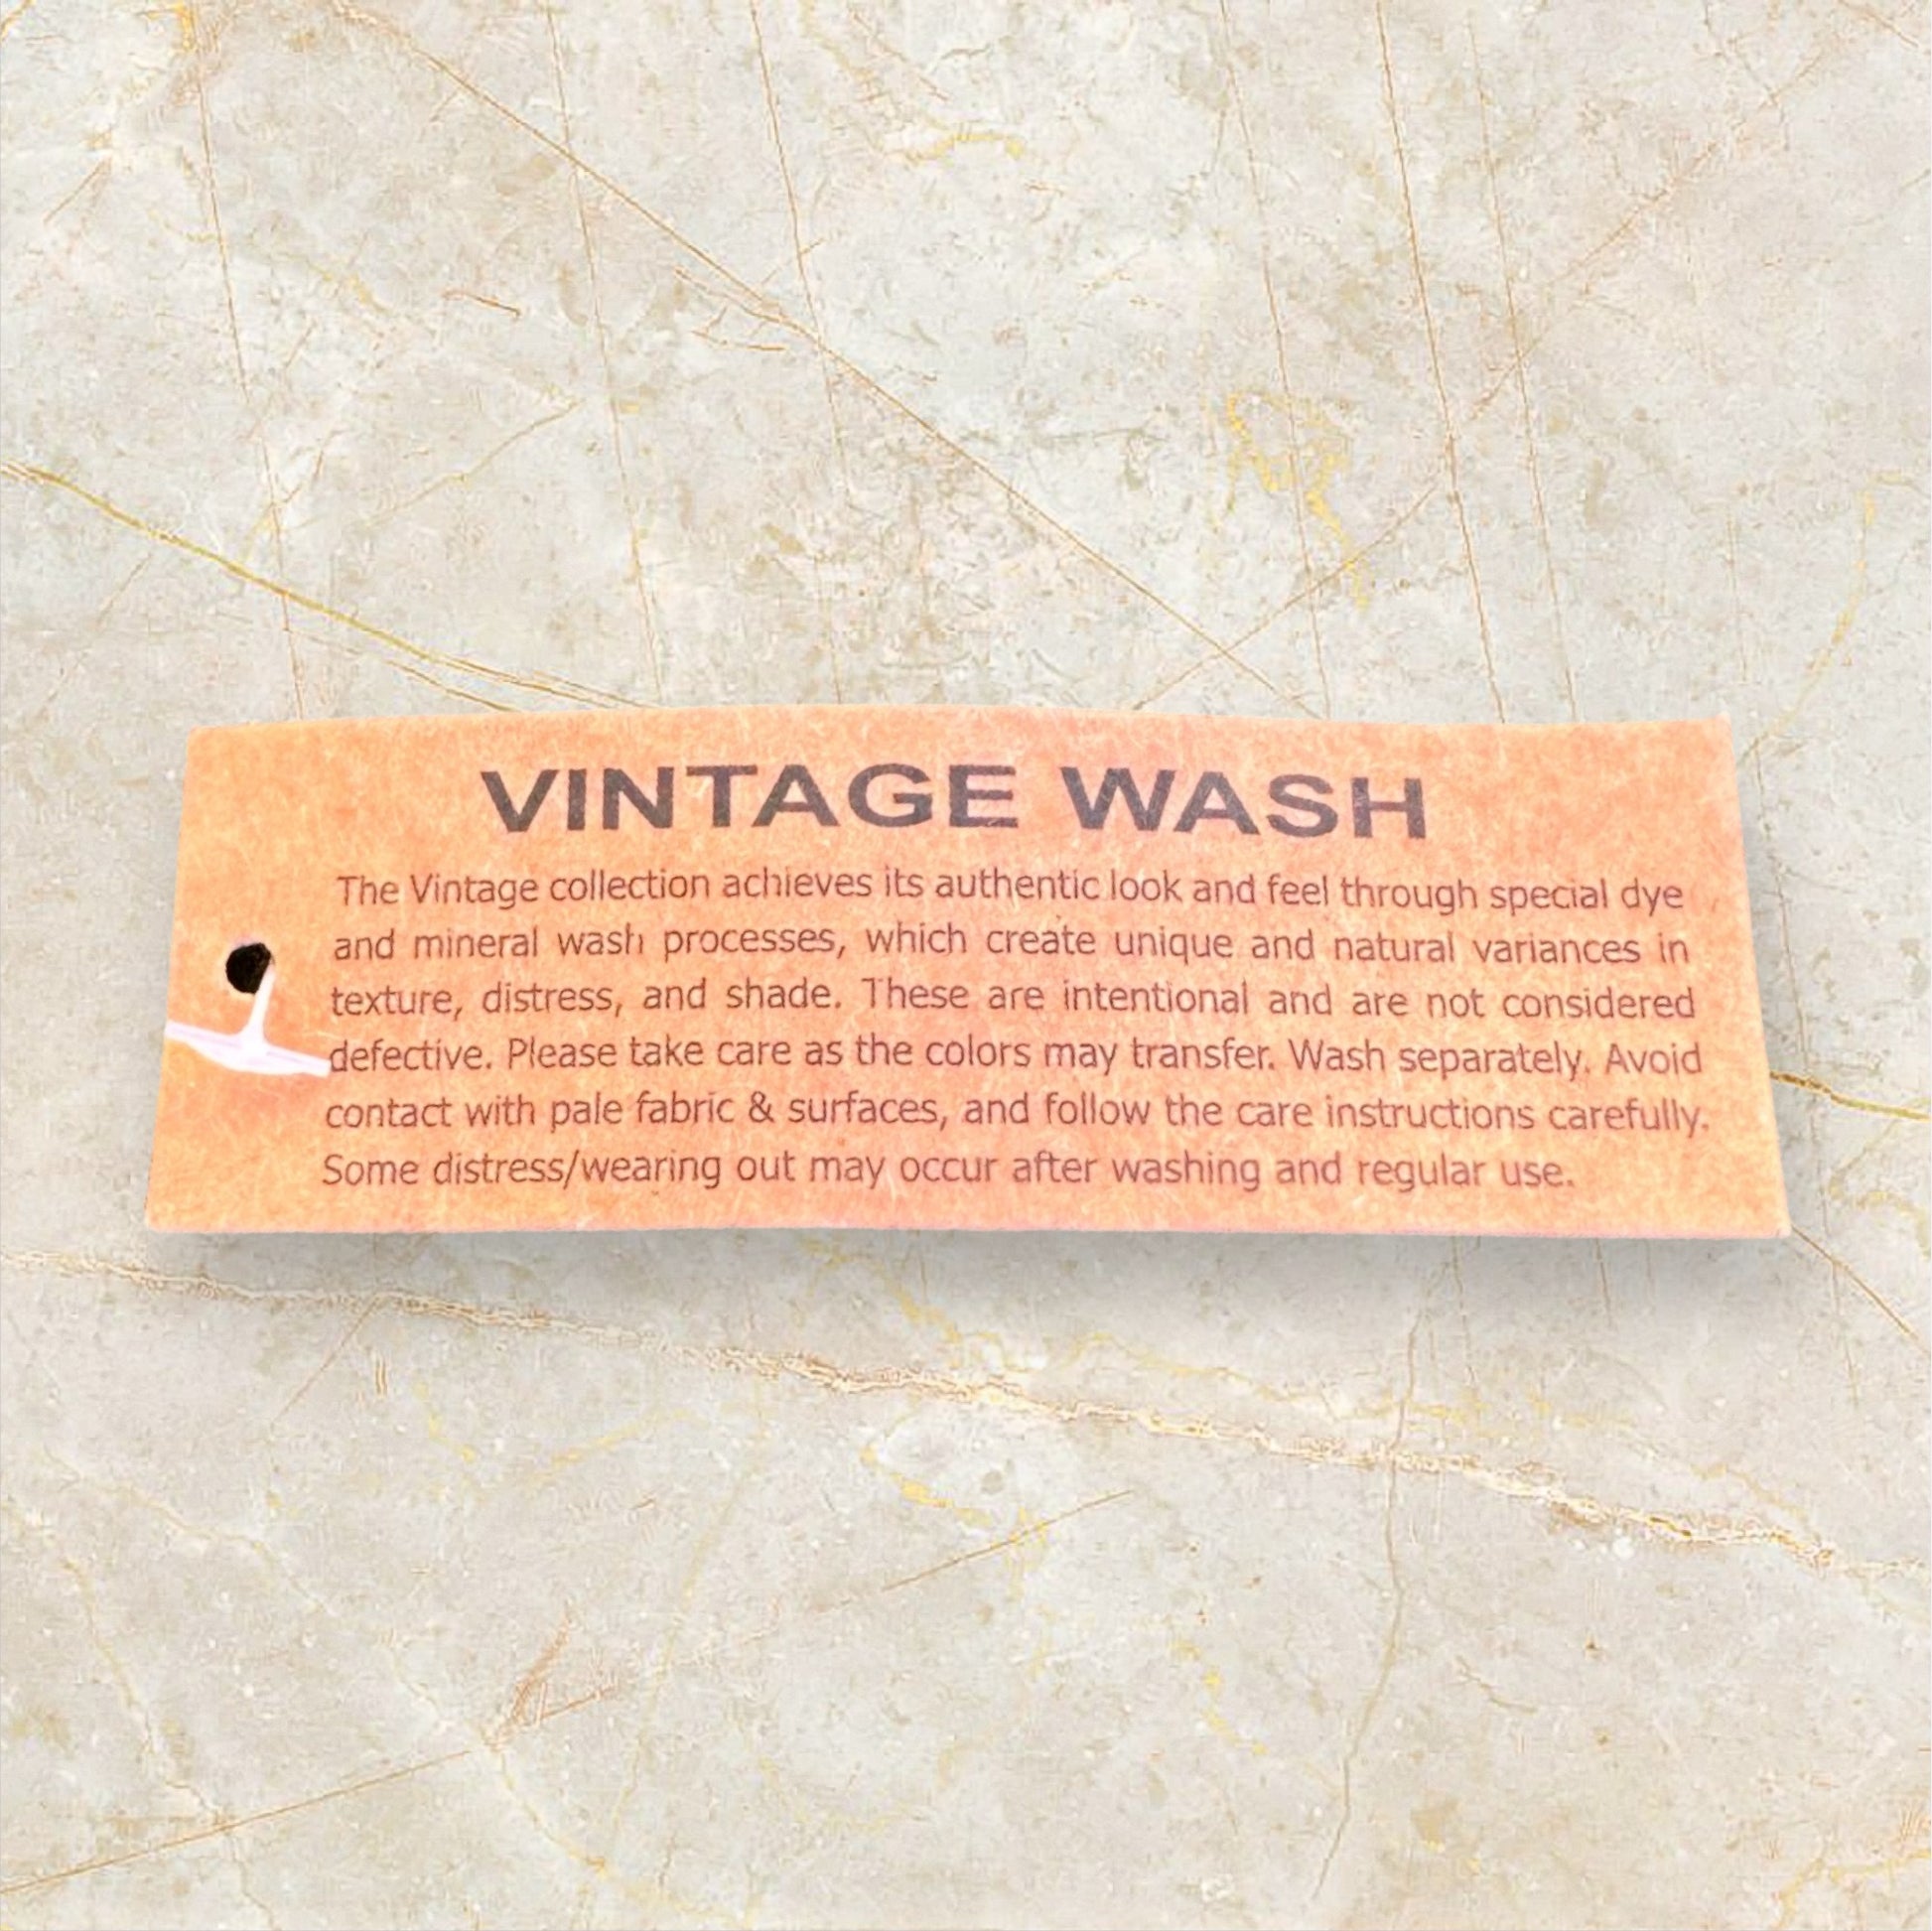 VINTAGE WASH
The Vintage collection achieves its authentic look and feel through special dye
and mineral wash processes, which create unique and natural variances in
texture, distress, and shade. These are intentional and are not considered
defective. Please take care as the colors may transfer. Wash separately. Avoid
contact with pale fabric & surfaces, and follow the care instructions carefully.
Some distress/wearing out may occur after washing and regular use.